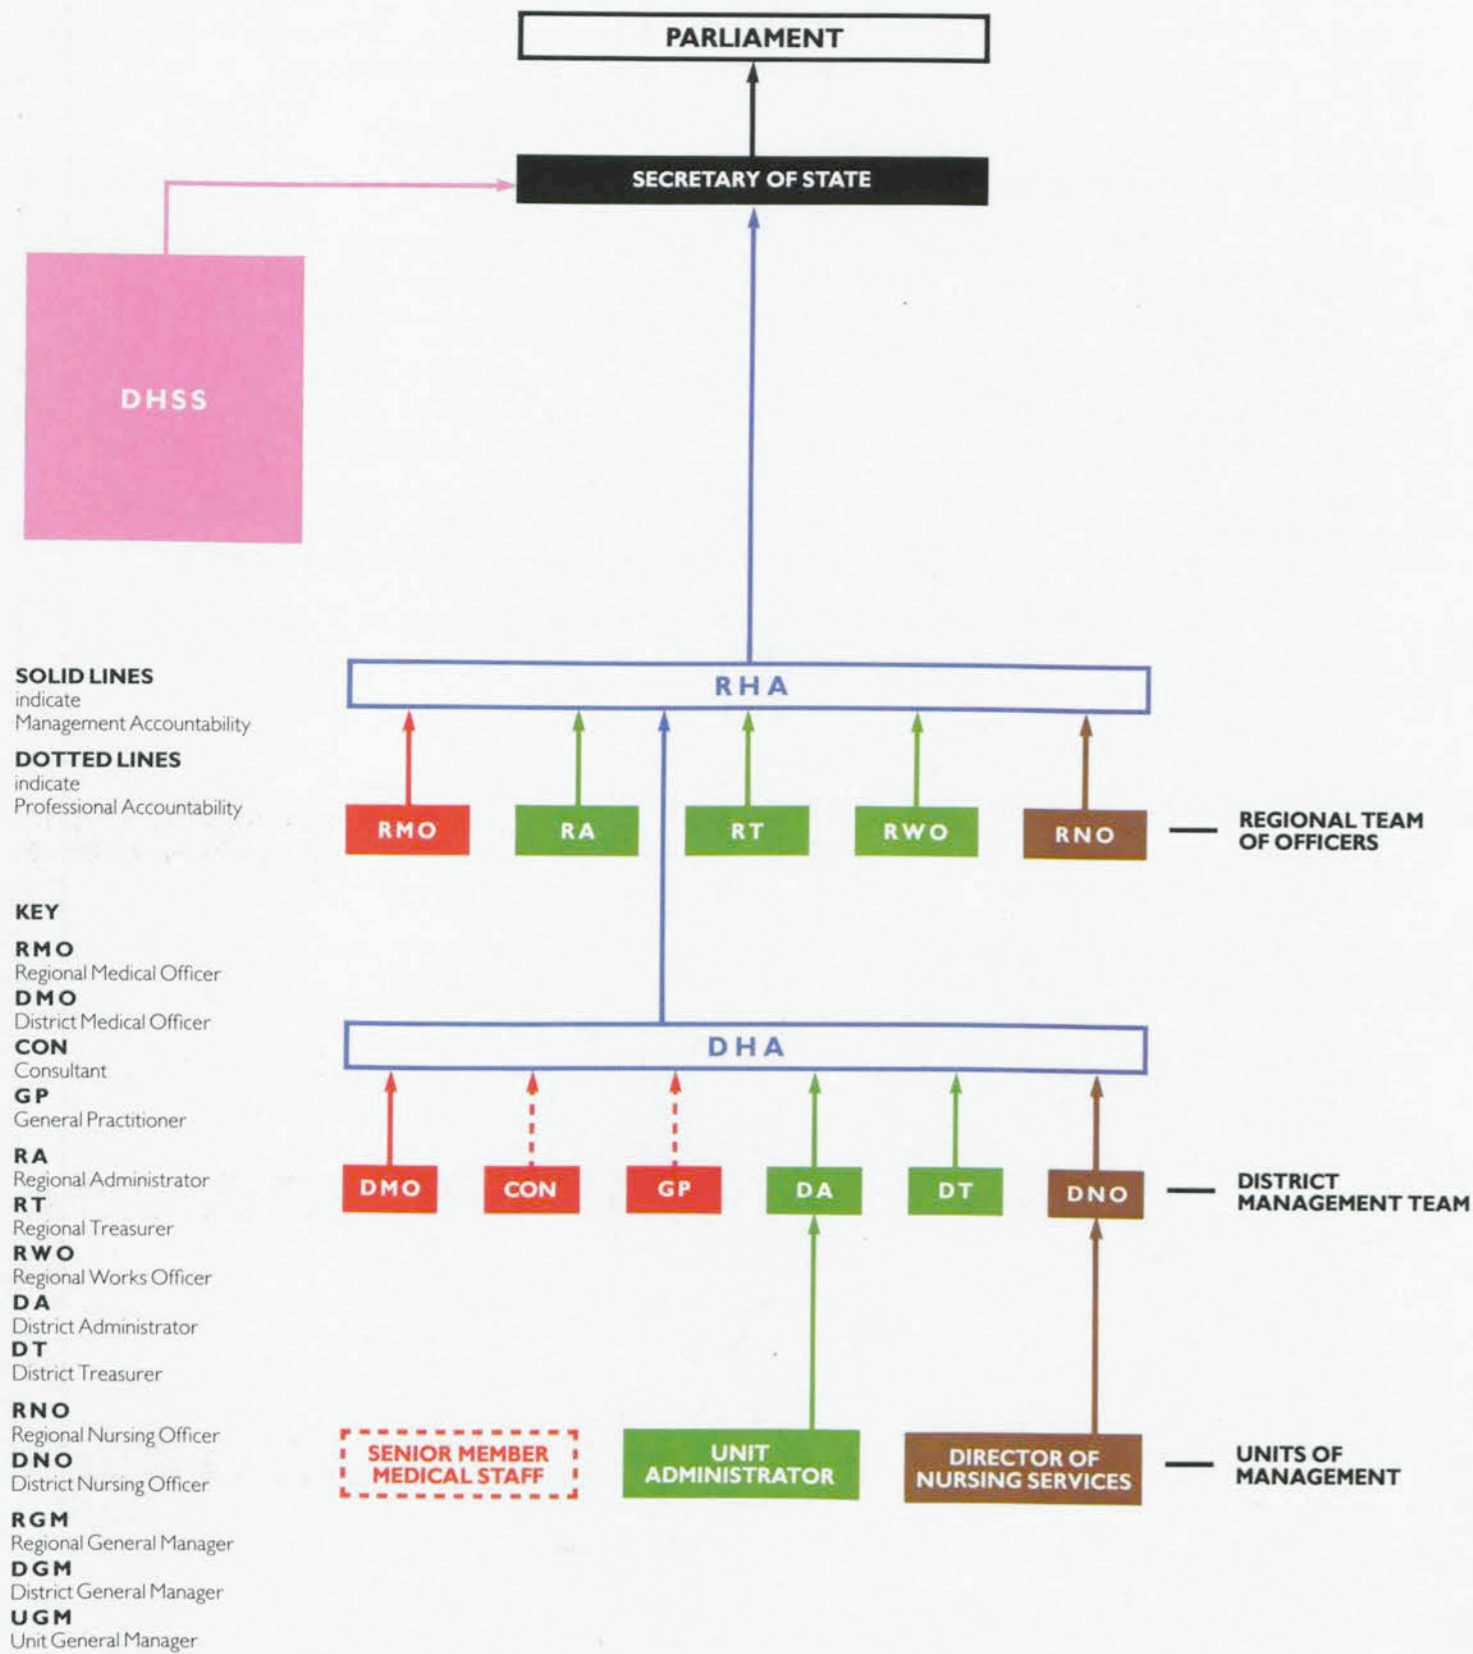 PARLIAMENT
SECRETARY OF STATE
DHSS
SOLID LINES
indicate
Management Accountability
DOTTED LINES
indicate
Professional Accountability
RHA
RMO
RA
RT
RWO
RNO
REGIONAL TEAM
OF OFFICERS
KEY
RMO
Regional Medical Officer
DMO
District Medical Officer
CON
Consultant
GP
General Practitioner
RA
Regional Administrator
RT
Regional Treasurer
RWO
Regional Works Officer
DA
District Administrator
DT
District Treasurer
RNO
Regional Nursing Officer
DNO
District Nursing Officer
RGM
Regional General Manager
DGM
District General Manager
UGM
Unit General Manager
DHA
DMO
CON
GP
DA
DT
DNO
DISTRICT
MANAGEMENT TEAM
SENIOR MEMBER
MEDICAL STAFF
UNIT
ADMINISTRATOR
DIRECTOR OF
NURSING SERVICES
UNITS OF
MANAGEMENT